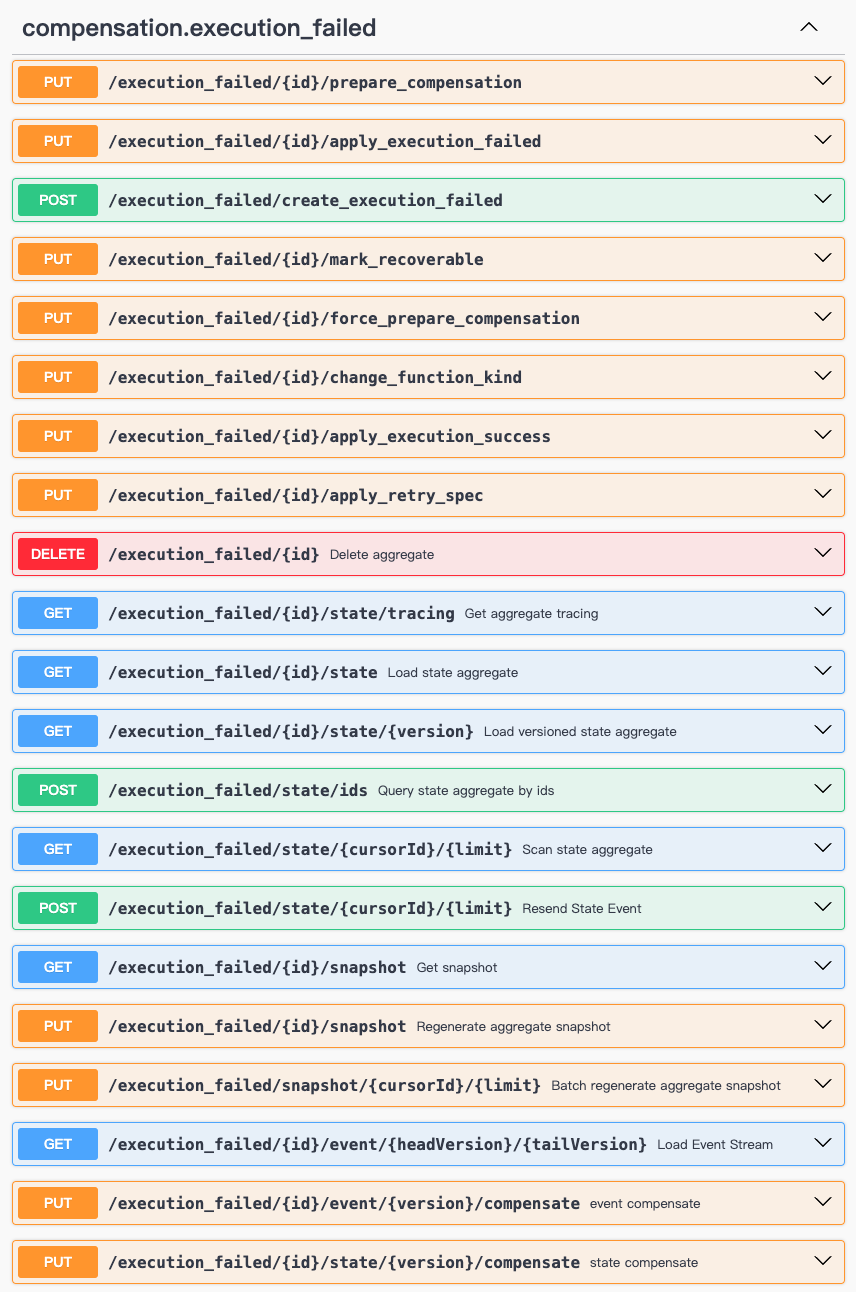 compensation.execution_failed
PUT /execution_failed/{id}/prepare_compensation
PUT /execution_failed/{id}/apply_execution_failed
POST /execution_failed/create_execution_failed
PUT /execution_failed/{id}/mark_recoverable
PUT /execution_failed/{id}/force_prepare_compensation
PUT /execution_failed/{id}/change_function_kind
PUT /execution_failed/{id}/apply_execution_success
PUT /execution_failed/{id}/apply_retry_spec
DELETE /execution_failed/{id} Delete aggregate
GET /execution_failed/{id}/state/tracing Get aggregate tracing
GET /execution_failed/{id}/state Load state aggregate
GET /execution_failed/{id}/state/{version} Load versioned state aggregate
POST /execution_failed/state/ids Query state aggregate by ids
GET /execution_failed/state/{cursorId}/{limit} Scan state aggregate
POST /execution_failed/state/{cursorId}/{limit} Resend State Event
GET /execution_failed/{id}/snapshot Get snapshot
PUT /execution_failed/{id}/snapshot Regenerate aggregate snapshot
PUT /execution_failed/snapshot/{cursorId}/{limit} Batch regenerate aggregate snapshot
GET /execution_failed/{id}/event/{headVersion}/{tailVersion} Load Event Stream
PUT /execution_failed/{id}/event/{version}/compensate event compensate
PUT /execution_failed/{id}/state/{version}/compensate state compensate